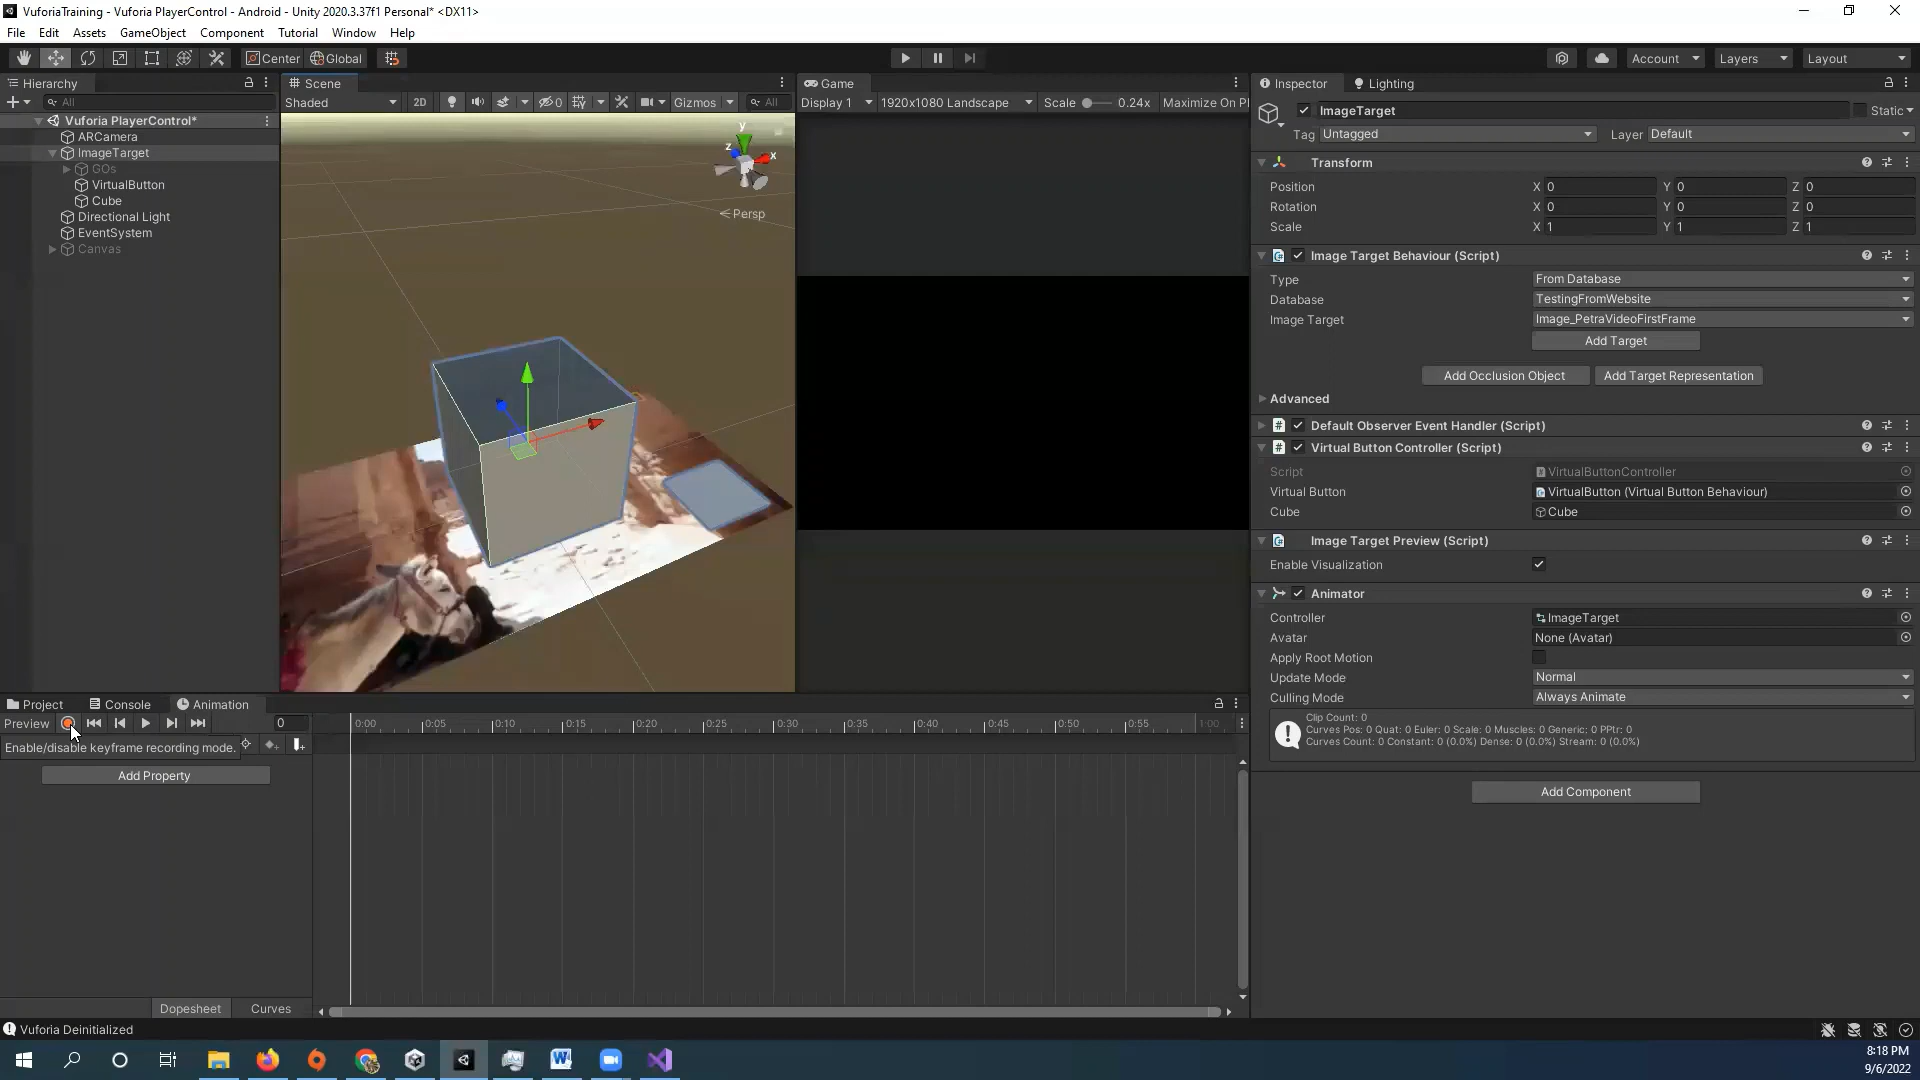 VuforiaTraining - Vuforia PlayerControl - Android - Unity 2020.3.37f1 Personal* <DX11>
File Edit Assets GameObject Component Tutorial Window Help
Center Global Account Layers Layout
Hierarchy
All
Vuforia PlayerControl*
ARCamera
ImageTarget
GOs
VirtualButton
Cube
Directional Light
EventSystem
Canvas
Scene
Shaded 2D 0 Gizmos All
y
z
x
Persp
Game
Display 1 1920x1080 Landscape Scale 0.24x Maximize On Pl
Inspector Lighting
ImageTarget Static
Tag Untagged Layer Default
Transform
Position X 0 Y 0 Z 0
Rotation X 0 Y 0 Z 0
Scale X 1 Y 1 Z 1
Image Target Behaviour (Script)
Type From Database
Database TestingFromWebsite
Image Target Image_PetraVideoFirstFrame
Add Target
Add Occlusion Object Add Target Representation
Advanced
Default Observer Event Handler (Script)
Virtual Button Controller (Script)
Script VirtualButtonController
Virtual Button VirtualButton (Virtual Button Behaviour)
Cube Cube
Image Target Preview (Script)
Enable Visualization
Animator
Controller ImageTarget
Avatar None (Avatar)
Apply Root Motion
Update Mode Normal
Culling Mode Always Animate
Clip Count: 0
Curves Pos: 0 Quat: 0 Euler: 0 Scale: 0 Muscles: 0 Generic: 0 PPtr: 0
Curves Count: 0 Constant: 0 (0.0%) Dense: 0 (0.0%) Stream: 0 (0.0%)
Add Component
Project Console Animation
Preview 0 0:00 0:05 0:10 0:15 0:20 0:25 0:30 0:35 0:40 0:45 0:50 0:55 1:00
Enable/disable keyframe recording mode.
Add Property
Dopesheet Curves
Vuforia Deinitialized
8:18 PM
9/6/2022